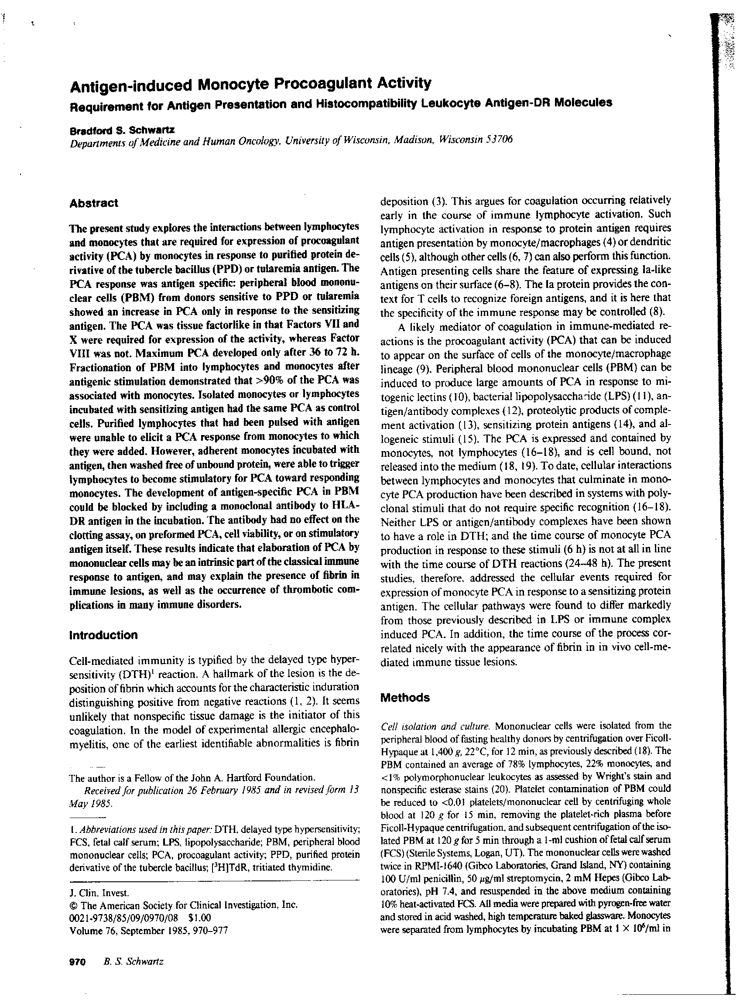 Antigen-induced Monocyte Procoagulant Activity
Requirement for Antigen Presentation and Histocompatibility Leukocyte Antigen-DR Molecules
Bradford S. Schwartz
Departments of Medicine and Human Oncology, University of Wisconsin, Madison, Wisconsin 53706
Abstract
The present study explores the interactions between lymphocytes
and monocytes that are required for expression of procoagulant
activity (PCA) by monocytes in response to purified protein de-
rivative of the tubercle bacillus (PPD) or tularemia antigen. The
PCA response was antigen specific: peripheral blood mononu-
clear cells (PBM) from donors sensitive to PPD or tularemia
showed an increase in PCA only in response to the sensitizing
antigen. The PCA was tissue factorlike in that Factors VII and
X were required for expression of the activity, whereas Factor
VIII was not. Maximum PCA developed only after 36 to 72 h.
Fractionation of PBM into lymphocytes and monocytes after
antigenic stimulation demonstrated that >90% of the PCA was
associated with monocytes. Isolated monocytes or lymphocytes
incubated with sensitizing antigen had the same PCA as control
cells. Purified lymphocytes that had been pulsed with antigen
were unable to elicit a PCA response from monocytes to which
they were added. However, adherent monocytes incubated with
antigen, then washed free of unbound protein, were able to trigger
lymphocytes to become stimulatory for PCA toward responding
monocytes. The development of antigen-specific PCA in PBM
could be blocked by including a monoclonal antibody to HLA-
DR antigen in the incubation. The antibody had no effect on the
clotting assay, on preformed PCA, cell viability, or on stimulatory
antigen itself. These results indicate that elaboration of PCA by
mononuclear cells may be an intrinsic part of the classical immune
response to antigen, and may explain the presence of fibrin in
immune lesions, as well as the occurrence of thrombotic com-
plications in many immune disorders.
Introduction
Cell-mediated immunity is typified by the delayed type hyper-
sensitivity (DTH)¹ reaction. A hallmark of the lesion is the de-
position of fibrin which accounts for the characteristic induration
distinguishing positive from negative reactions (1, 2). It seems
unlikely that nonspecific tissue damage is the initiator of this
coagulation. In the model of experimental allergic encephalo-
myelitis, one of the earliest identifiable abnormalities is fibrin
The author is a Fellow of the John A. Hartford Foundation.
Received for publication 26 February 1985 and in revised form 13
May 1985.
1. Abbreviations used in this paper: DTH, delayed type hypersensitivity;
FCS, fetal calf serum; LPS, lipopolysaccharide; PBM, peripheral blood
mononuclear cells; PCA, procoagulant activity; PPD, purified protein
derivative of the tubercle bacillus; [³H]TdR, tritiated thymidine.
J. Clin. Invest.
© The American Society for Clinical Investigation, Inc.
0021-9738/85/09/0970/08 $1.00
Volume 76, September 1985, 970–977
deposition (3). This argues for coagulation occurring relatively
early in the course of immune lymphocyte activation. Such
lymphocyte activation in response to protein antigen requires
antigen presentation by monocyte/macrophages (4) or dendritic
cells (5), although other cells (6, 7) can also perform this function.
Antigen presenting cells share the feature of expressing Ia-like
antigens on their surface (6–8). The Ia protein provides the con-
text for T cells to recognize foreign antigens, and it is here that
the specificity of the immune response may be controlled (8).
A likely mediator of coagulation in immune-mediated re-
actions is the procoagulant activity (PCA) that can be induced
to appear on the surface of cells of the monocyte/macrophage
lineage (9). Peripheral blood mononuclear cells (PBM) can be
induced to produce large amounts of PCA in response to mi-
togenic lectins (10), bacterial lipopolysaccharide (LPS) (11), an-
tigen/antibody complexes (12), proteolytic products of comple-
ment activation (13), sensitizing protein antigens (14), and al-
logeneic stimuli (15). The PCA is expressed and contained by
monocytes, not lymphocytes (16–18), and is cell bound, not
released into the medium (18, 19). To date, cellular interactions
between lymphocytes and monocytes that culminate in mono-
cyte PCA production have been described in systems with poly-
clonal stimuli that do not require specific recognition (16–18).
Neither LPS or antigen/antibody complexes have been shown
to have a role in DTH; and the time course of monocyte PCA
production in response to these stimuli (6 h) is not at all in line
with the time course of DTH reactions (24–48 h). The present
studies, therefore, addressed the cellular events required for
expression of monocyte PCA in response to a sensitizing protein
antigen. The cellular pathways were found to differ markedly
from those previously described in LPS or immune complex
induced PCA. In addition, the time course of the process cor-
related nicely with the appearance of fibrin in in vivo cell-me-
diated immune tissue lesions.
Methods
Cell isolation and culture. Mononuclear cells were isolated from the
peripheral blood of fasting healthy donors by centrifugation over Ficoll-
Hypaque at 1,400 g, 22°C, for 12 min, as previously described (18). The
PBM contained an average of 78% lymphocytes, 22% monocytes, and
<1% polymorphonuclear leukocytes as assessed by Wright's stain and
nonspecific esterase stains (20). Platelet contamination of PBM could
be reduced to <0.01 platelets/mononuclear cell by centrifuging whole
blood at 120 g for 15 min, removing the platelet-rich plasma before
Ficoll-Hypaque centrifugation, and subsequent centrifugation of the iso-
lated PBM at 120 g for 5 min through a 1-ml cushion of fetal calf serum
(FCS) (Sterile Systems, Logan, UT). The mononuclear cells were washed
twice in RPMI-1640 (Gibco Laboratories, Grand Island, NY) containing
100 U/ml penicillin, 50 μg/ml streptomycin, 2 mM Hepes (Gibco Lab-
oratories), pH 7.4, and resuspended in the above medium containing
10% heat-activated FCS. All media were prepared with pyrogen-free water
and stored in acid washed, high temperature baked glassware. Monocytes
were separated from lymphocytes by incubating PBM at 1 × 10⁶/ml in
970 B. S. Schwartz